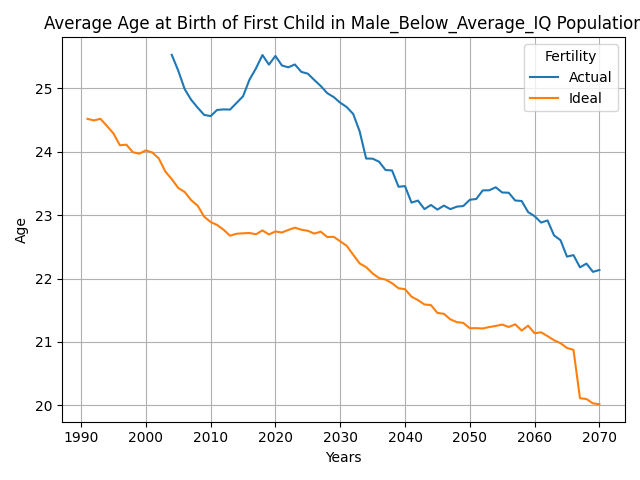 Average Age at Birth of First Child in Male_Below_Average_IQ Population
Fertility
Actual
Ideal
25
24
23
22
21
20
Age
1990 2000 2010 2020 2030 2040 2050 2060 2070
Years